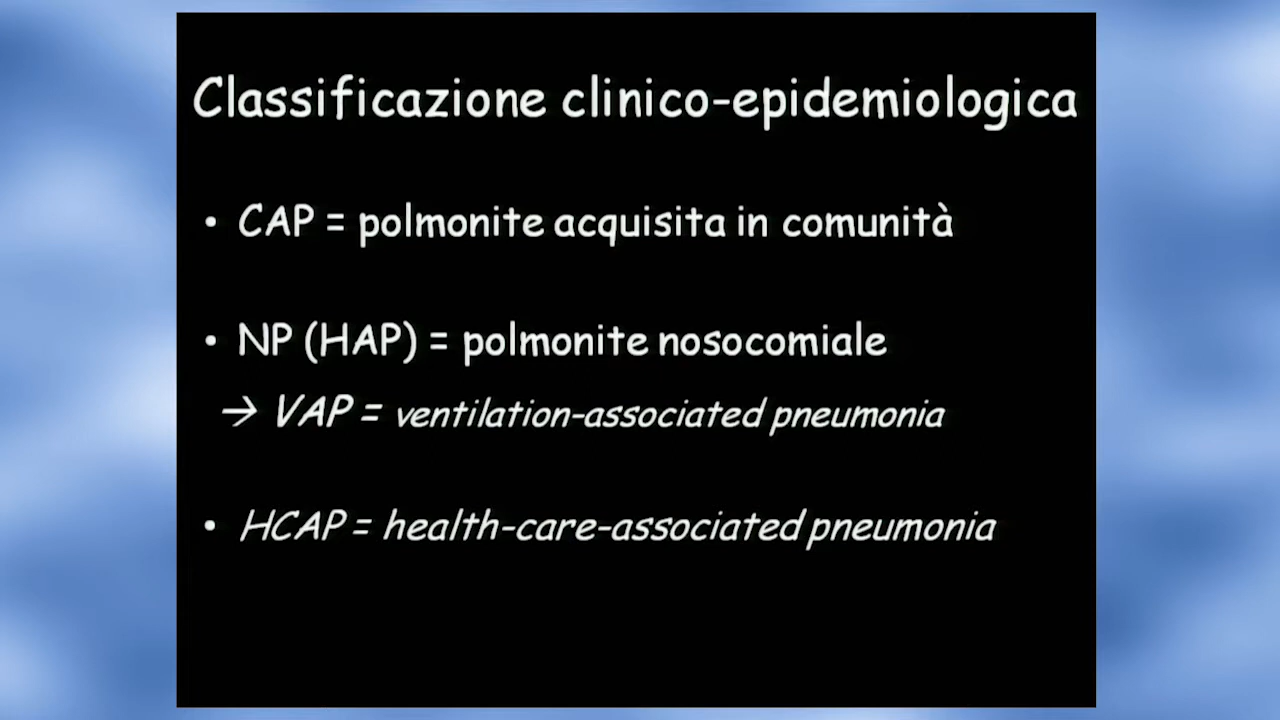 Classificazione clinico-epidemiologica
• CAP = polmonite acquisita in comunità
• NP (HAP) = polmonite nosocomiale
→ VAP = ventilation-associated pneumonia
• HCAP = health-care-associated pneumonia